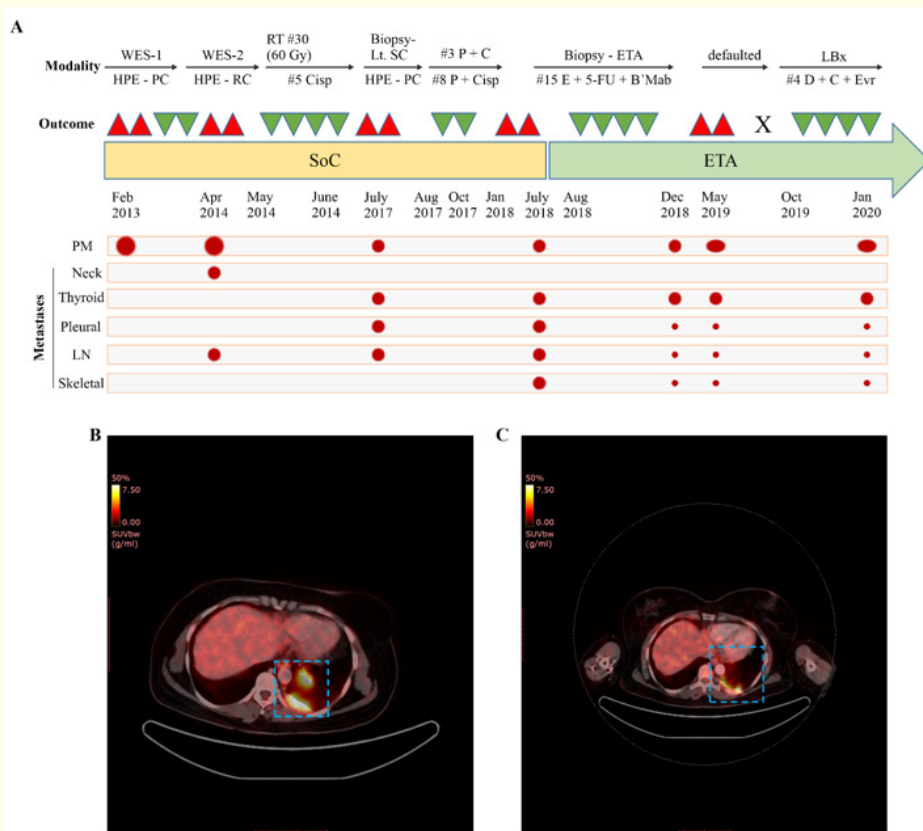 A
Modality
WES-1
HPE - PC
WES-2
HPE - RC
RT #30
(60 Gy)
#5 Cisp
Biopsy-
Lt. SC
HPE - PC
#3 P + C
#8 P + Cisp
Biopsy - ETA
#15 E + 5-FU + B`Mab
defaulted
LBx
#4 D + C + Evr
Outcome
X
SoC
ETA
Feb
2013
Apr
2014
May
2014
June
2014
July
2017
Aug
2017
Oct
2017
Jan
2018
July
2018
Aug
2018
Dec
2018
May
2019
Oct
2019
Jan
2020
PM
Metastases
Neck
Thyroid
Pleural
LN
Skeletal
B
50%
7.50
0.00
SUVbw
(g/ml)
C
50%
7.50
0.00
SUVbw
(g/ml)